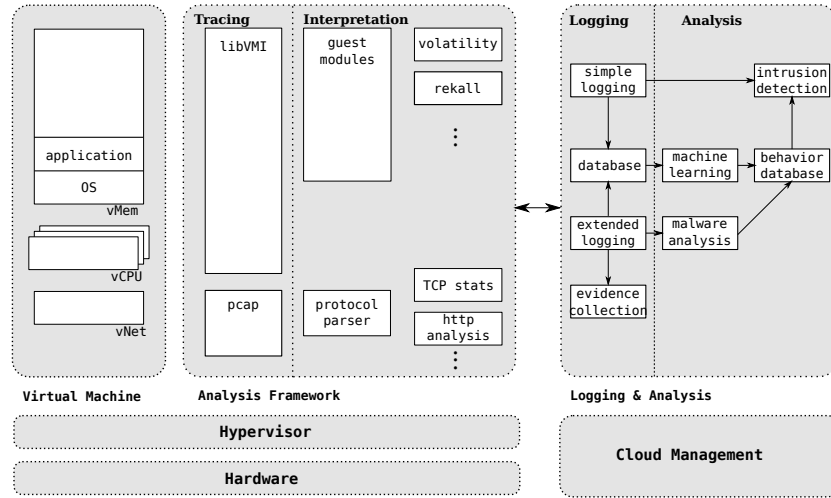 application
OS
vMem
vCPU
vNet
Virtual Machine
Tracing
Interpretation
libVMI
guest
modules
volatility
rekall
pcap
protocol
parser
TCP stats
http
analysis
Analysis Framework
Logging
Analysis
simple
logging
intrusion
detection
database
machine
learning
behavior
database
extended
logging
malware
analysis
evidence
collection
Logging & Analysis
Hypervisor
Hardware
Cloud Management